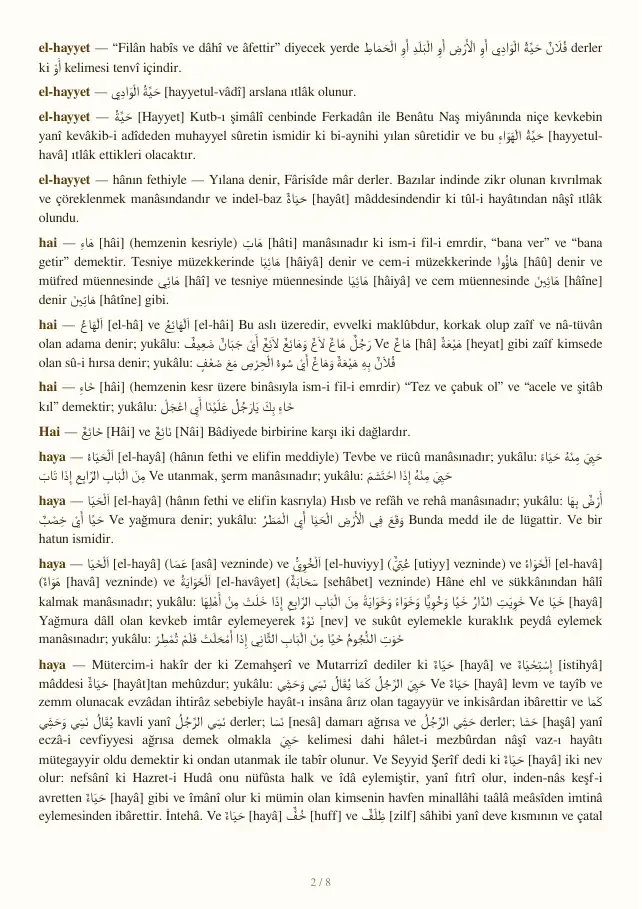 el-hayyet — “Filân habîs ve dâhî ve âfettir” diyecek yerde فُلَانٌ حَيَّةُ الْوَادِي أَوِ الْأَرْضِ أَوِ الْبَلَدِ أَوِ الْحَمَاطِ derler
ki أَوْ kelimesi tenvî içindir.
el-hayyet — حَيَّةُ الْوَادِي [hayyetul-vâdî] arslana ıtlâk olunur.
el-hayyet — حَيَّةُ [Hayyet] Kutb-ı şimâlî cenbinde Ferkadân ile Benâtu Naş miyânında niçe kevkebin
yanî kevâkib-i adîdeden muhayyel sûretin ismidir ki bi-aynihi yılan sûretidir ve bu حَيَّةُ الْهَوَاءِ [hayyetul-
havâ] ıtlâk ettikleri olacaktır.
el-hayyet — hânın fethiyle — Yılana denir, Fârisîde mâr derler. Bazılar indinde zikr olunan kıvrılmak
ve çöreklenmek manâsındandır ve indel-baz حَيَاةٌ [hayât] mâddesindendir ki tûl-i hayâtından nâşî ıtlâk
olundu.
hai — هَاءِ [hâi] (hemzenin kesriyle) هَاتِ [hâti] manâsınadır ki ism-i fil-i emrdir, “bana ver” ve “bana
getir” demektir. Tesniye müzekkerinde هَائِيَا [hâiyâ] denir ve cem-i müzekkerinde هَاؤُوا [hâû] denir ve
müfred müennesinde هَائِي [hâî] ve tesniye müennesinde هَائِيَا [hâiyâ] ve cem müennesinde هَائِينَ [hâîne]
denir هَاتِينَ [hâtîne] gibi.
hai — اَلْهَاعُ [el-hâ] ve اَلْهَائِعُ [el-hâi] Bu aslı üzeredir, evvelki maklûbdur, korkak olup zaîf ve nâ-tüvân
olan adama denir; yukâlu: رَجُلٌ هَاعٌ لَاعٌ وَهَائِعٌ لَائِعٌ أَيْ جَبَانٌ ضَعِيفٌ Ve هَاعٌ [hâ] هَيْعَةٌ [heyat] gibi zaîf kimsede
olan sû-i hırsa denir; yukâlu: فُلَانٌ بِهِ هَيْعَةٌ وَهَاعٌ أَيْ سُوءُ الْحِرْصِ مَعَ ضَعْفٍ
hai — حَاءِ [hâi] (hemzenin kesr üzere binâsıyla ism-i fil-i emrdir) “Tez ve çabuk ol” ve “acele ve şitâb
kıl” demektir; yukâlu: حَاءِ بِكَ يَارَجُلُ عَلَيْنَا أَيِ اعْجَلْ
Hai — حَائِعٌ [Hâi] ve نَائِعٌ [Nâi] Bâdiyede birbirine karşı iki dağlardır.
haya — اَلْحَيَاءُ [el-hayâ] (hânın fethi ve elifin meddiyle) Tevbe ve rücû manâsınadır; yukâlu: حَيِيَ مِنْهُ حَيَاءً
مِنَ الْبَابِ الرَّابِعِ إِذَا تَابَ Ve utanmak, şerm manâsınadır; yukâlu: حَيِيَ مِنْهُ إِذَا احْتَشَمَ
haya — اَلْحَيَا [el-hayâ] (hânın fethi ve elifin kasrıyla) Hısb ve refâh ve rehâ manâsınadır; yukâlu: أَرْضٌ بِهَا
حَيًا أَيْ خِصْبٌ Ve yağmura denir; yukâlu: وَقَعَ فِي الْأَرْضِ الْحَيَا أَيِ الْمَطَرُ Bunda medd ile de lügattir. Ve bir
hatun ismidir.
haya — اَلْخَيَا [el-hayâ] (عَصَا [asâ] vezninde) ve اَلْخُوِيُّ [el-huviyy] (عُتِيٌّ [utiyy] vezninde) ve اَلْخَوَاءُ [el-havâ]
(هَوَاءٌ [havâ] vezninde) ve اَلْخَوَايَةُ [el-havâyet] (سَحَابَةٌ [sehâbet] vezninde) Hâne ehl ve sükkânından hâlî
kalmak manâsınadır; yukâlu: خَوِيَتِ الدَّارُ خَيًا وَخُوِيًّا وَخَوَاءً وَخَوَايَةً مِنَ الْبَابِ الرَّابِعِ إِذَا خَلَتْ مِنْ أَهْلِهَا Ve خَيَا [hayâ]
Yağmura dâll olan kevkeb imtâr eylemeyerek نَوْءٌ [nev] ve sukût eylemekle kuraklık peydâ eylemek
manâsınadır; yukâlu: خَوَتِ النُّجُومُ خَيًا مِنَ الْبَابِ الثَّانِي إِذَا أَمْحَلَتْ فَلَمْ تُمْطِرْ
haya — Mütercim-i hakîr der ki Zemahşerî ve Mutarrizî dediler ki حَيَاءٌ [hayâ] ve إِسْتِحْيَاءٌ [istihyâ]
mâddesi حَيَاةٌ [hayât]tan mehûzdur; yukâlu: حَيِيَ الرَّجُلُ كَمَا يُقَالُ نَسِيَ وَحَشِيَ Ve حَيَاءٌ [hayâ] levm ve tayîb ve
zemm olunacak evzâdan ihtirâz sebebiyle hayât-ı insâna ârız olan tagayyür ve inkisârdan ibârettir ve كَمَا
يُقَالُ نَسِيَ وَحَشِيَ kavli yanî نَسِيَ الرَّجُلُ derler; نَسَا [nesâ] damarı ağrısa ve حَشِيَ الرَّجُلُ derler; حَشَا [haşâ] yanî
eczâ-i cevfiyyesi ağrısa demek olmakla حَيِيَ kelimesi dahi hâlet-i mezbûrdan nâşî vaz-ı hayâtı
mütegayyir oldu demektir ki ondan utanmak ile tabîr olunur. Ve Seyyid Şerîf dedi ki حَيَاءٌ [hayâ] iki nev
olur: nefsânî ki Hazret-i Hudâ onu nüfûsta halk ve îdâ eylemiştir, yanî fıtrî olur, inden-nâs keşf-i
avretten حَيَاءٌ [hayâ] gibi ve îmânî olur ki mümin olan kimsenin havfen minallâhi taâlâ meâsîden imtinâ
eylemesinden ibârettir. İntehâ. Ve حَيَاءٌ [hayâ] خُفٌّ [huff] ve ظِلْفٌ [zilf] sâhibi yanî deve kısmının ve çatal
2 / 8